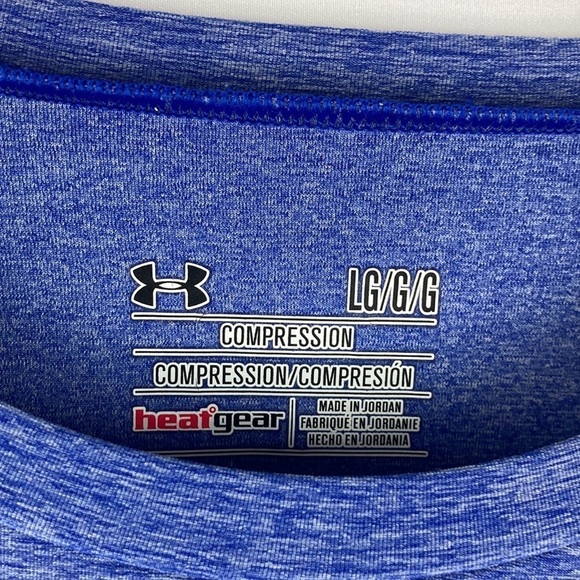 LG/G/G
COMPRESSION
COMPRESSION/COMPRESIÓN
heatgear
MADE IN JORDAN
FABRIQUÉ EN JORDANIE
HECHO EN JORDANIA